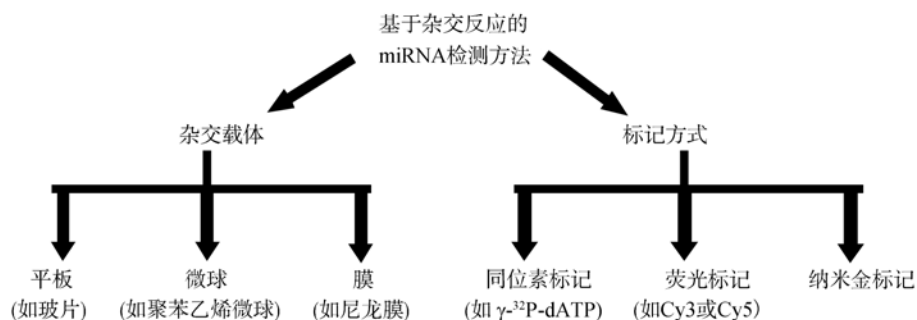 基于杂交反应的
miRNA检测方法
杂交载体
标记方式
平板
(如玻片)
微球
(如聚苯乙烯微球)
膜
(如尼龙膜)
同位素标记
(如 γ-³²P-dATP)
荧光标记
(如Cy3或Cy5)
纳米金标记